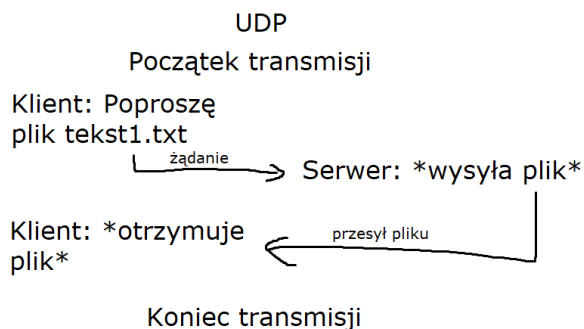 UDP
Początek transmisji
Klient: Poproszę
plik tekst1.txt
żądanie
Serwer: *wysyła plik*
Klient: *otrzymuje
plik*
przesył pliku
Koniec transmisji